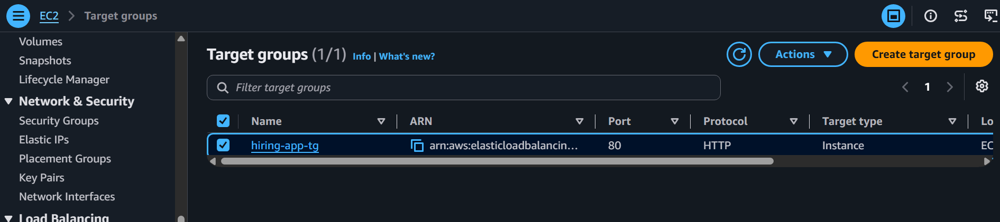 EC2 > Target groups
Volumes
Snapshots
Lifecycle Manager
Network & Security
Security Groups
Elastic IPs
Placement Groups
Key Pairs
Network Interfaces
Load Balancing
Target groups (1/1) Info | What's new?
Actions
Create target group
Filter target groups
1
Name ARN Port Protocol Target type Lo
hiring-app-tg arn:aws:elasticloadbalancin... 80 HTTP Instance EC